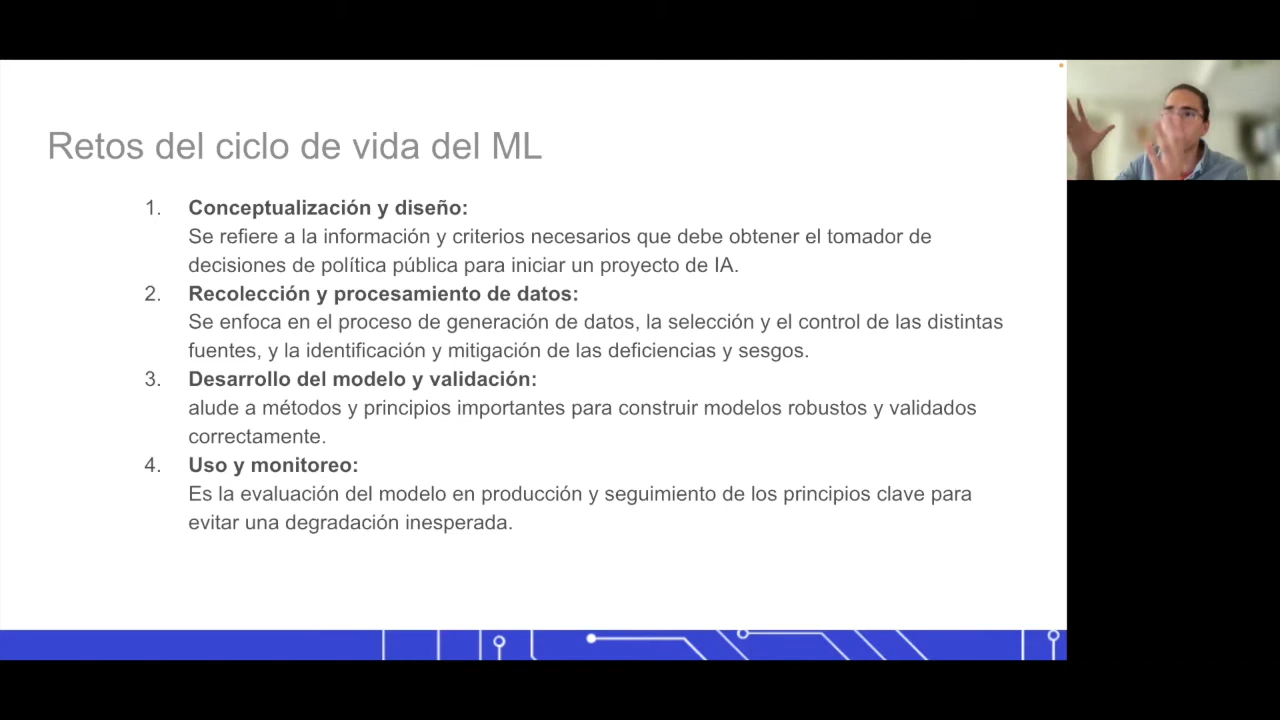 Retos del ciclo de vida del ML
1. Conceptualización y diseño:
Se refiere a la información y criterios necesarios que debe obtener el tomador de
decisiones de política pública para iniciar un proyecto de IA.
2. Recolección y procesamiento de datos:
Se enfoca en el proceso de generación de datos, la selección y el control de las distintas
fuentes, y la identificación y mitigación de las deficiencias y sesgos.
3. Desarrollo del modelo y validación:
alude a métodos y principios importantes para construir modelos robustos y validados
correctamente.
4. Uso y monitoreo:
Es la evaluación del modelo en producción y seguimiento de los principios clave para
evitar una degradación inesperada.